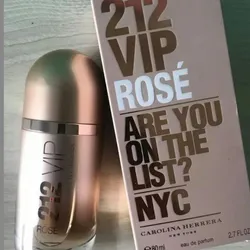 212
VIP
ROSÉ
ARE YOU
ON THE
LIST?
NYC
CAROLINA HERRERA
NEW YORK
℮ 80ml eau de parfum 2.7 FL.OZ
212 VIP
ROSÉ